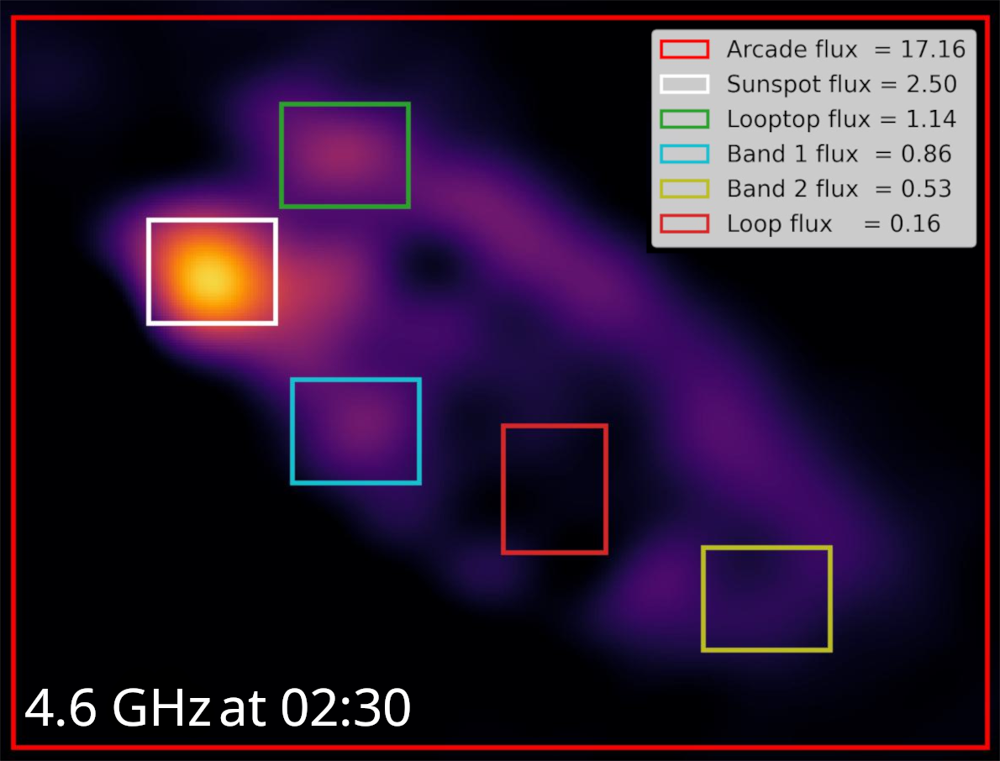 Arcade flux = 17.16
Sunspot flux = 2.50
Looptop flux = 1.14
Band 1 flux = 0.86
Band 2 flux = 0.53
Loop flux = 0.16
4.6 GHz at 02:30